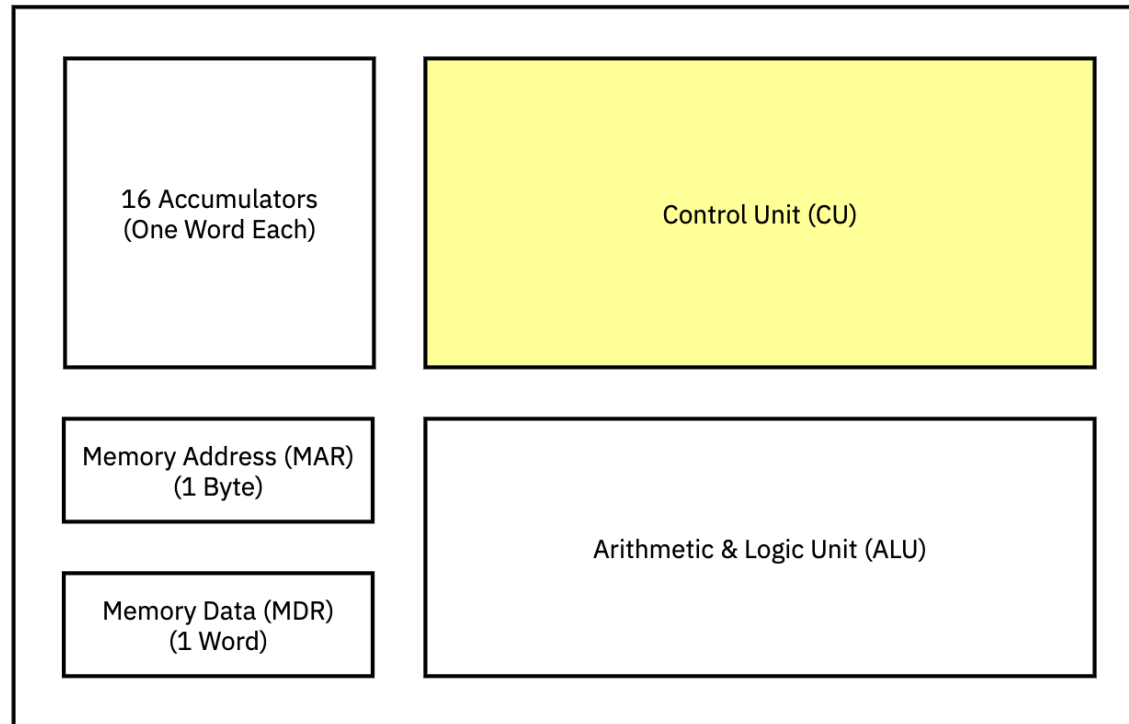 16 Accumulators
(One Word Each)
Control Unit (CU)
Memory Address (MAR)
(1 Byte)
Arithmetic & Logic Unit (ALU)
Memory Data (MDR)
(1 Word)